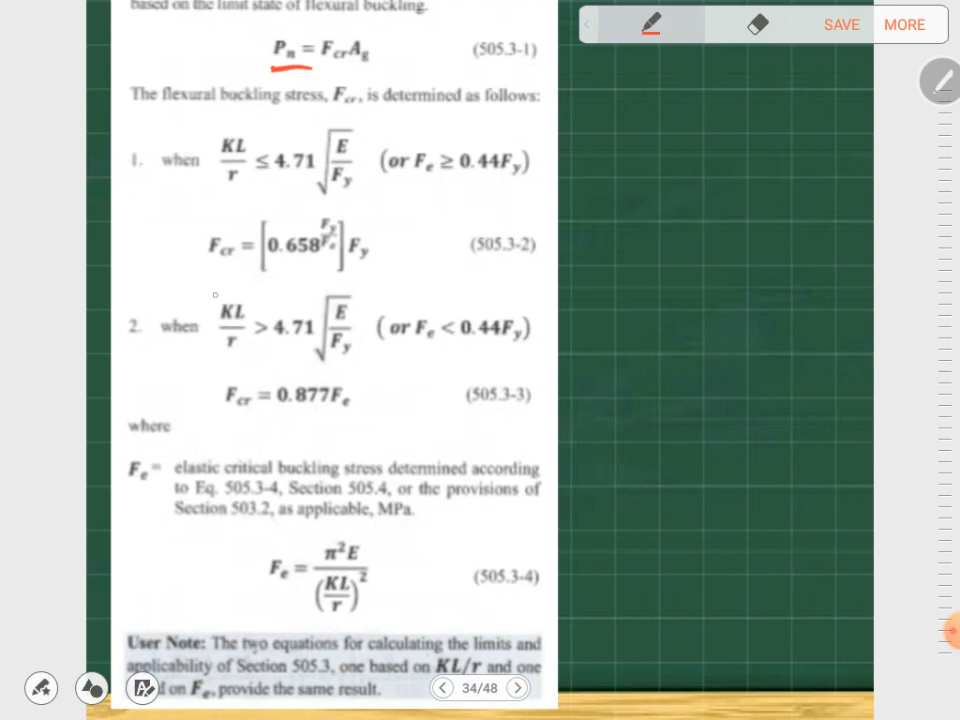 based on the limit state of flexural buckling.
SAVE MORE
Pn = FcrAg (505.3-1)
The flexural buckling stress, Fcr, is determined as follows:
1. when KL/r ≤ 4.71 √(E/Fy) (or Fe ≥ 0.44Fy)
Fcr = [0.658^(Fy/Fe)] Fy (505.3-2)
2. when KL/r > 4.71 √(E/Fy) ( or Fe < 0.44Fy)
Fcr = 0.877Fe (505.3-3)
where
Fe = elastic critical buckling stress determined according
to Eq. 505.3-4, Section 505.4, or the provisions of
Section 503.2, as applicable, MPa.
Fe = π²E/(KL/r)² (505.3-4)
User Note: The two equations for calculating the limits and
applicability of Section 505.3, one based on KL/r and one
d on Fe, provide the same result.
34/48